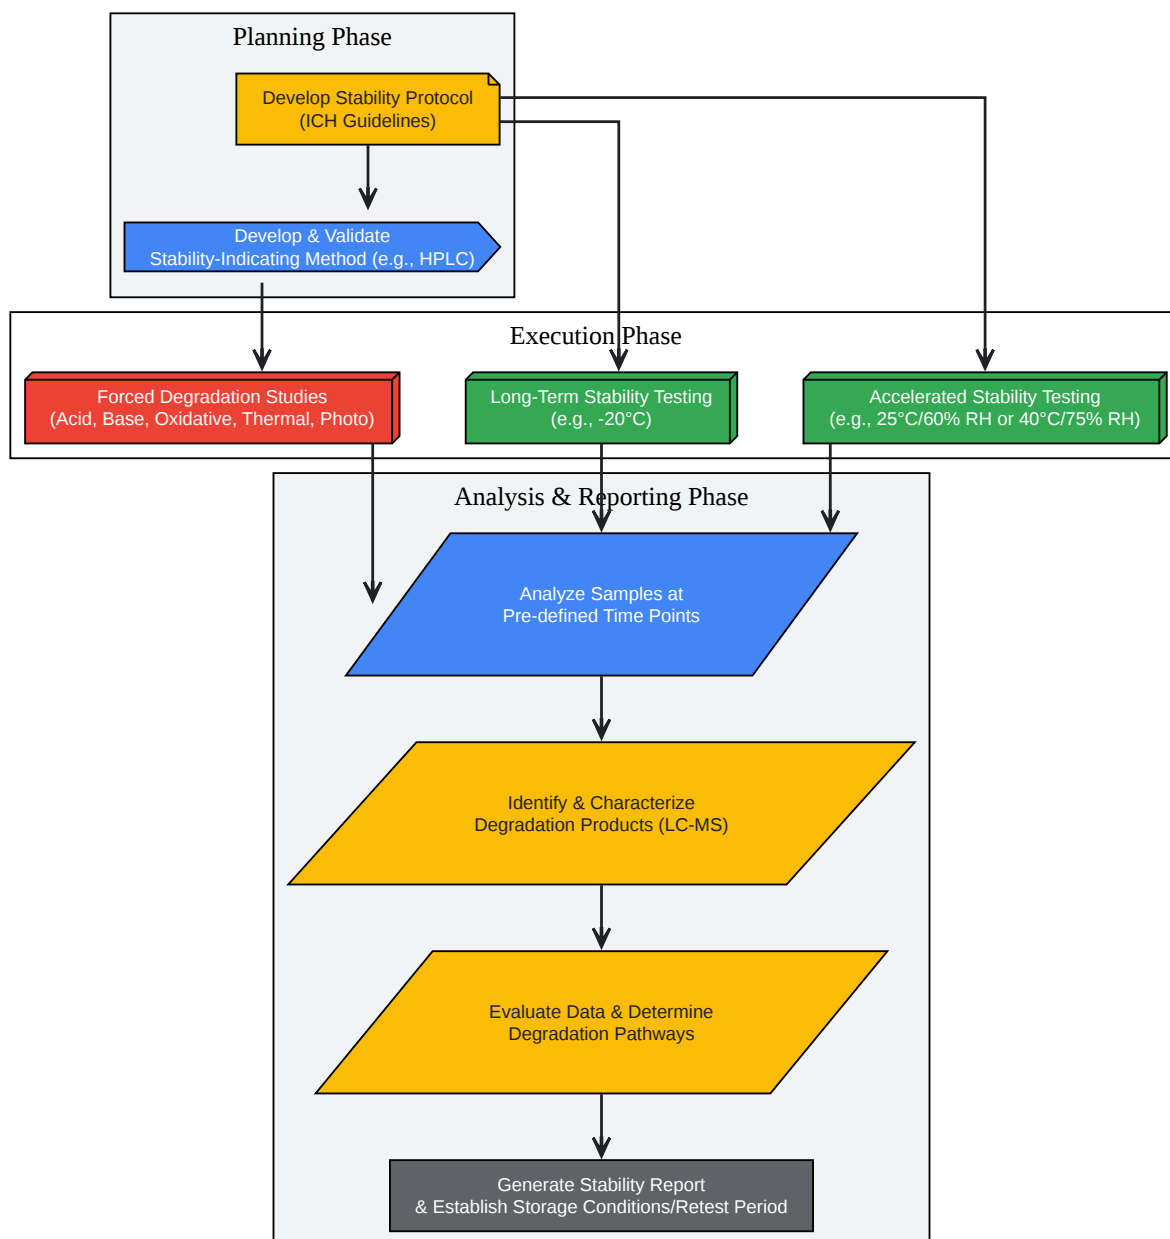 Planning Phase
Develop Stability Protocol
(ICH Guidelines)
Develop & Validate
Stability-Indicating Method (e.g., HPLC)
Execution Phase
Forced Degradation Studies
(Acid, Base, Oxidative, Thermal, Photo)
Long-Term Stability Testing
(e.g., -20°C)
Accelerated Stability Testing
(e.g., 25°C/60% RH or 40°C/75% RH)
Analysis & Reporting Phase
Analyze Samples at
Pre-defined Time Points
Identify & Characterize
Degradation Products (LC-MS)
Evaluate Data & Determine
Degradation Pathways
Generate Stability Report
& Establish Storage Conditions/Retest Period